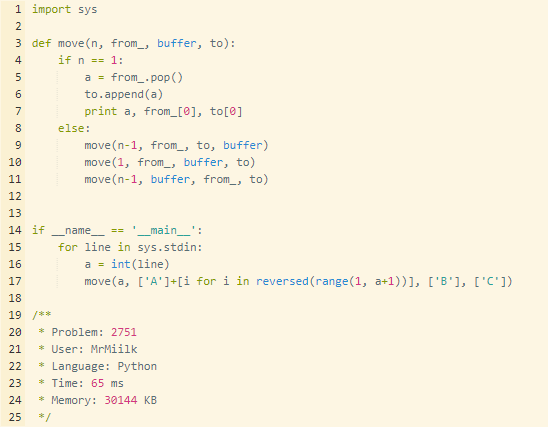 1 import sys
2
3 def move(n, from_, buffer, to):
4     if n == 1:
5         a = from_.pop()
6         to.append(a)
7         print a, from_[0], to[0]
8     else:
9         move(n-1, from_, to, buffer)
10         move(1, from_, buffer, to)
11         move(n-1, buffer, from_, to)
12
13
14 if __name__ == '__main__':
15     for line in sys.stdin:
16         a = int(line)
17         move(a, ['A']+[i for i in reversed(range(1, a+1))], ['B'], ['C'])
18
19 /**
20  * Problem: 2751
21  * User: MrMiilk
22  * Language: Python
23  * Time: 65 ms
24  * Memory: 30144 KB
25  */